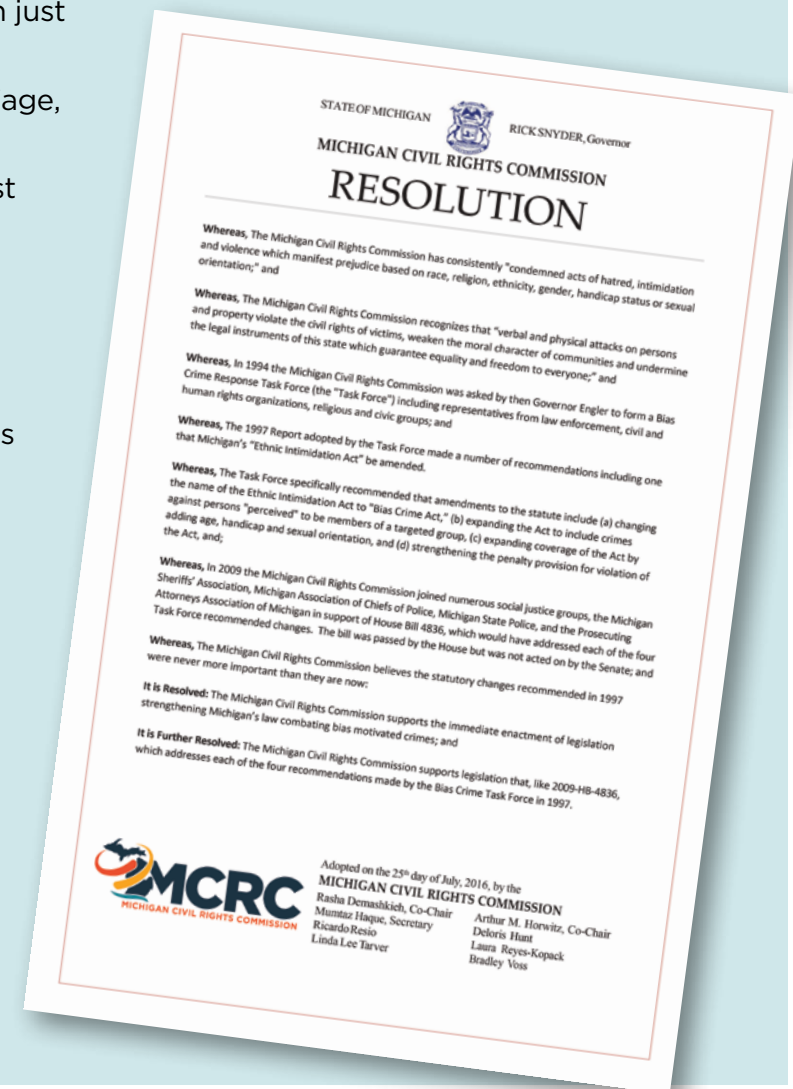 n just
age,
st
s
STATE OF MICHIGAN
RICK SNYDER, Governor
MICHIGAN CIVIL RIGHTS COMMISSION
RESOLUTION
Whereas, The Michigan Civil Rights Commission has consistently "condemned acts of hatred, intimidation
and violence which manifest prejudice based on race, religion, ethnicity, gender, handicap status or sexual
orientation;" and
Whereas, The Michigan Civil Rights Commission recognizes that "verbal and physical attacks on persons
and property violate the civil rights of victims, weaken the moral character of communities and undermine
the legal instruments of this state which guarantee equality and freedom to everyone;" and
Whereas, In 1994 the Michigan Civil Rights Commission was asked by then Governor Engler to form a Bias
Crime Response Task Force (the "Task Force") including representatives from law enforcement, civil and
human rights organizations, religious and civic groups; and
Whereas, The 1997 Report adopted by the Task Force made a number of recommendations including one
that Michigan's "Ethnic Intimidation Act" be amended.
Whereas, The Task Force specifically recommended that amendments to the statute include (a) changing
the name of the Ethnic Intimidation Act to "Bias Crime Act," (b) expanding the Act to include crimes
against persons "perceived" to be members of a targeted group, (c) expanding coverage of the Act by
adding age, handicap and sexual orientation, and (d) strengthening the penalty provision for violation of
the Act, and;
Whereas, In 2009 the Michigan Civil Rights Commission joined numerous social justice groups, the Michigan
Sheriffs' Association, Michigan Association of Chiefs of Police, Michigan State Police, and the Prosecuting
Attorneys Association of Michigan in support of House Bill 4836, which would have addressed each of the four
Task Force recommended changes. The bill was passed by the House but was not acted on by the Senate; and
Whereas, The Michigan Civil Rights Commission believes the statutory changes recommended in 1997
were never more important than they are now:
It is Resolved: The Michigan Civil Rights Commission supports the immediate enactment of legislation
strengthening Michigan's law combating bias motivated crimes; and
It is Further Resolved: The Michigan Civil Rights Commission supports legislation that, like 2009-HB-4836,
which addresses each of the four recommendations made by the Bias Crime Task Force in 1997.
MCRC
MICHIGAN CIVIL RIGHTS COMMISSION
Adopted on the 25th day of July, 2016, by the
MICHIGAN CIVIL RIGHTS COMMISSION
Rasha Demashkieh, Co-Chair
Mumtaz Haque, Secretary
Ricardo Resio
Linda Lee Tarver
Arthur M. Horwitz, Co-Chair
Deloris Hunt
Laura Reyes-Kopack
Bradley Voss